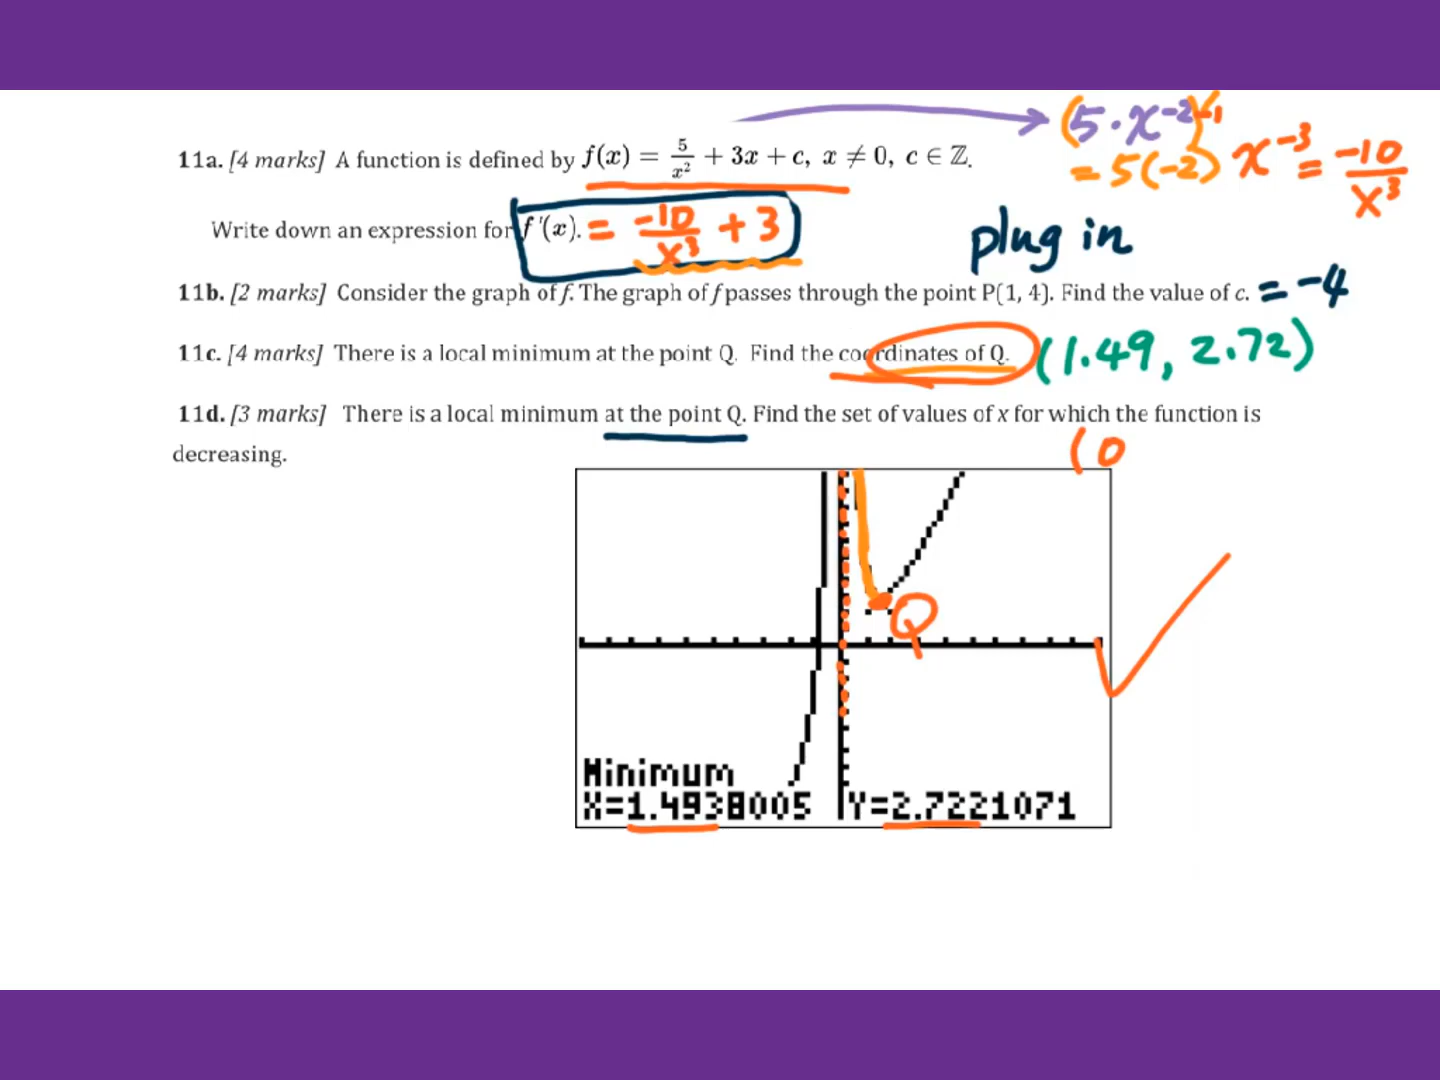 (5·x⁻²)⁻¹
11a. [4 marks] A function is defined by f(x) = 5/x² + 3x + c, x ≠ 0, c ∈ ℤ.
= 5(-2) x⁻³ = -10/x³
Write down an expression for f'(x). = -10/x³ + 3
plug in
11b. [2 marks] Consider the graph of f. The graph of f passes through the point P(1, 4). Find the value of c. = -4
11c. [4 marks] There is a local minimum at the point Q. Find the coordinates of Q. (1.49, 2.72)
11d. [3 marks] There is a local minimum at the point Q. Find the set of values of x for which the function is
decreasing.
(0
Q
Minimum
X=1.4938005 Y=2.7221071